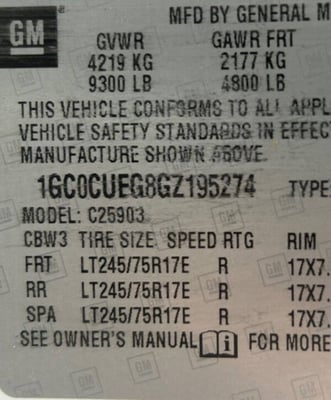 GM
MFD BY GENERAL M
GVWR GAWR FRT
4219 KG 2177 KG
9300 LB 4800 LB
THIS VEHICLE CONFORMS TO ALL APPL
VEHICLE SAFETY STANDARDS IN EFFECT
MANUFACTURE SHOWN ABOVE.
1GC0CUEG8GZ195274 TYPE
MODEL: C25903
CBW3 TIRE SIZE SPEED RTG RIM
FRT LT245/75R17E R 17X7.
RR LT245/75R17E R 17X7.
SPA LT245/75R17E R 17X7.
SEE OWNER'S MANUAL i FOR MORE